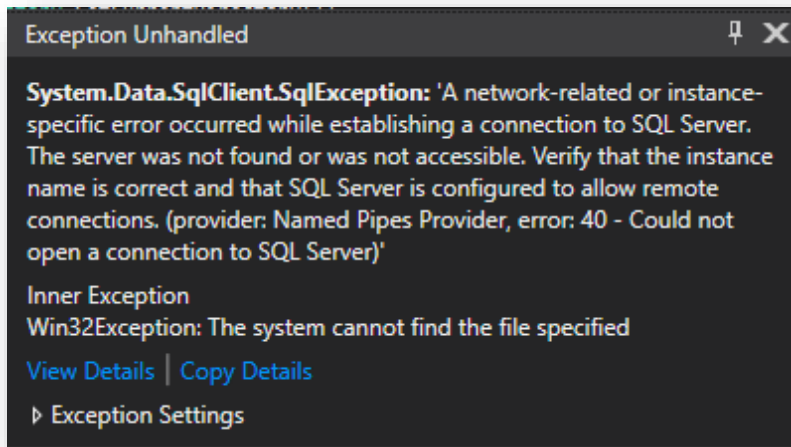 Exception Unhandled
System.Data.SqlClient.SqlException: 'A network-related or instance-
specific error occurred while establishing a connection to SQL Server.
The server was not found or was not accessible. Verify that the instance
name is correct and that SQL Server is configured to allow remote
connections. (provider: Named Pipes Provider, error: 40 - Could not
open a connection to SQL Server)'
Inner Exception
Win32Exception: The system cannot find the file specified
View Details | Copy Details
Exception Settings